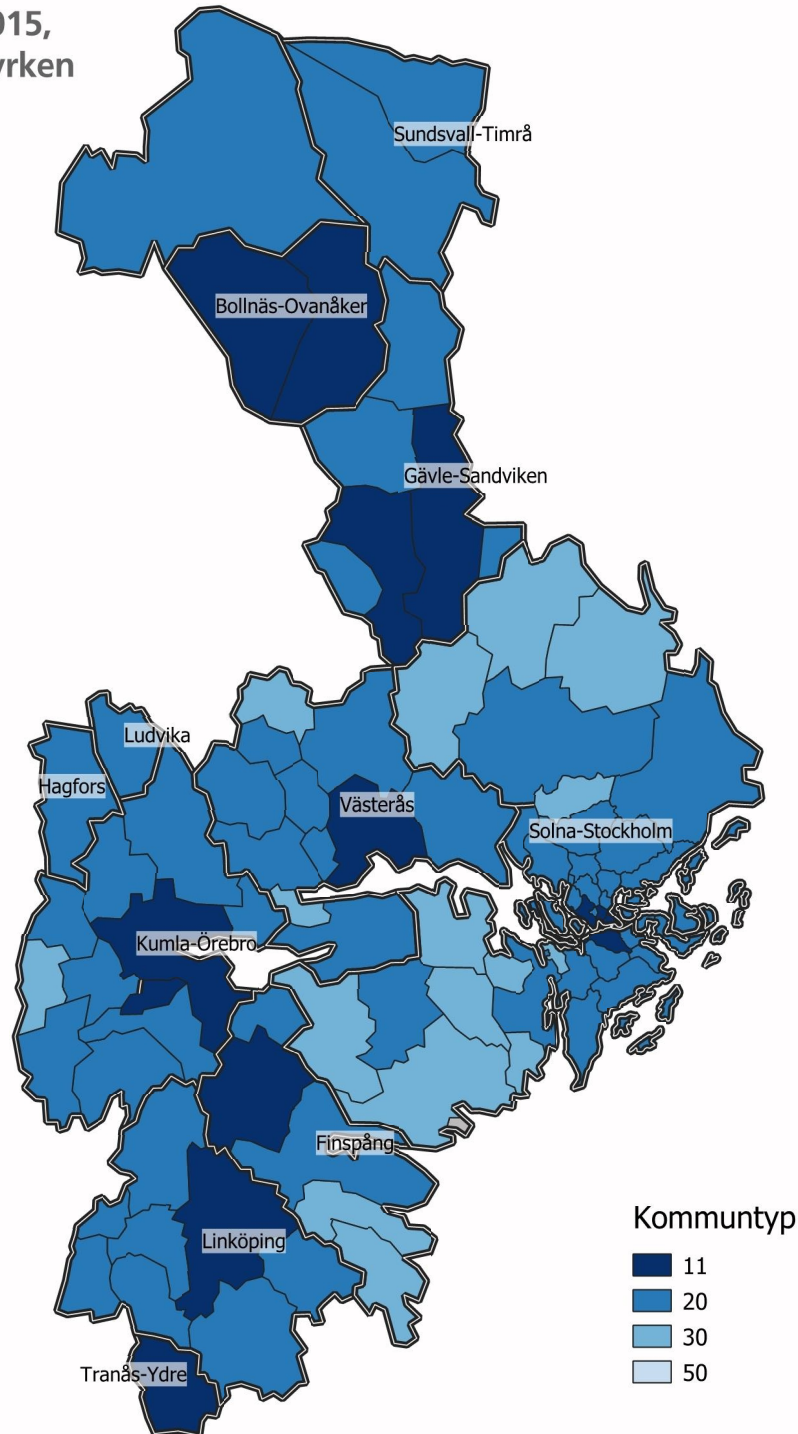 015,
yrken
Sundsvall-Timrå
Bollnäs-Ovanåker
Gävle-Sandviken
Ludvika
Hagfors
Västerås
Solna-Stockholm
Kumla-Örebro
Finspång
Linköping
Tranås-Ydre
Kommuntyp
11
20
30
50